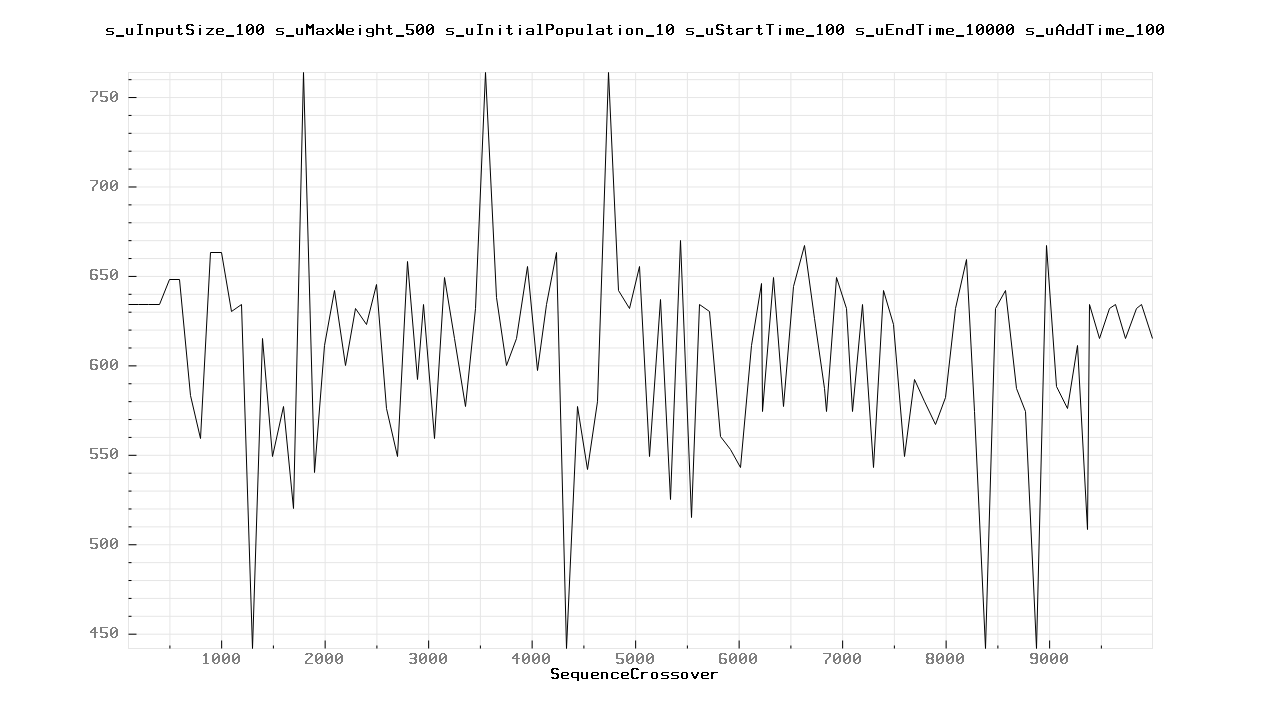 s_uInputSize_100 s_uMaxWeight_500 s_uInitialPopulation_10 s_uStartTime_100 s_uEndTime_10000 s_uAddTime_100
750
700
650
600
550
500
450
1000 2000 3000 4000 5000 6000 7000 8000 9000
SequenceCrossover